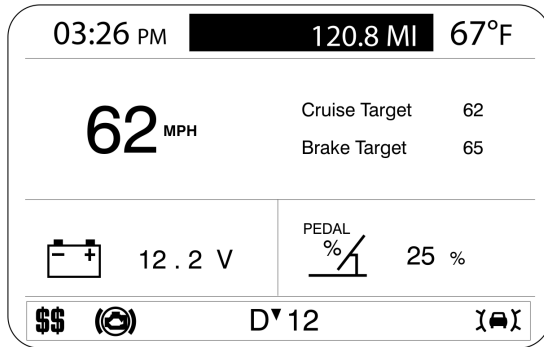 03:26 PM 120.8 MI 67°F
62 MPH
Cruise Target 62
Brake Target 65
12.2 V
PEDAL
% 25 %
$$ D▼12